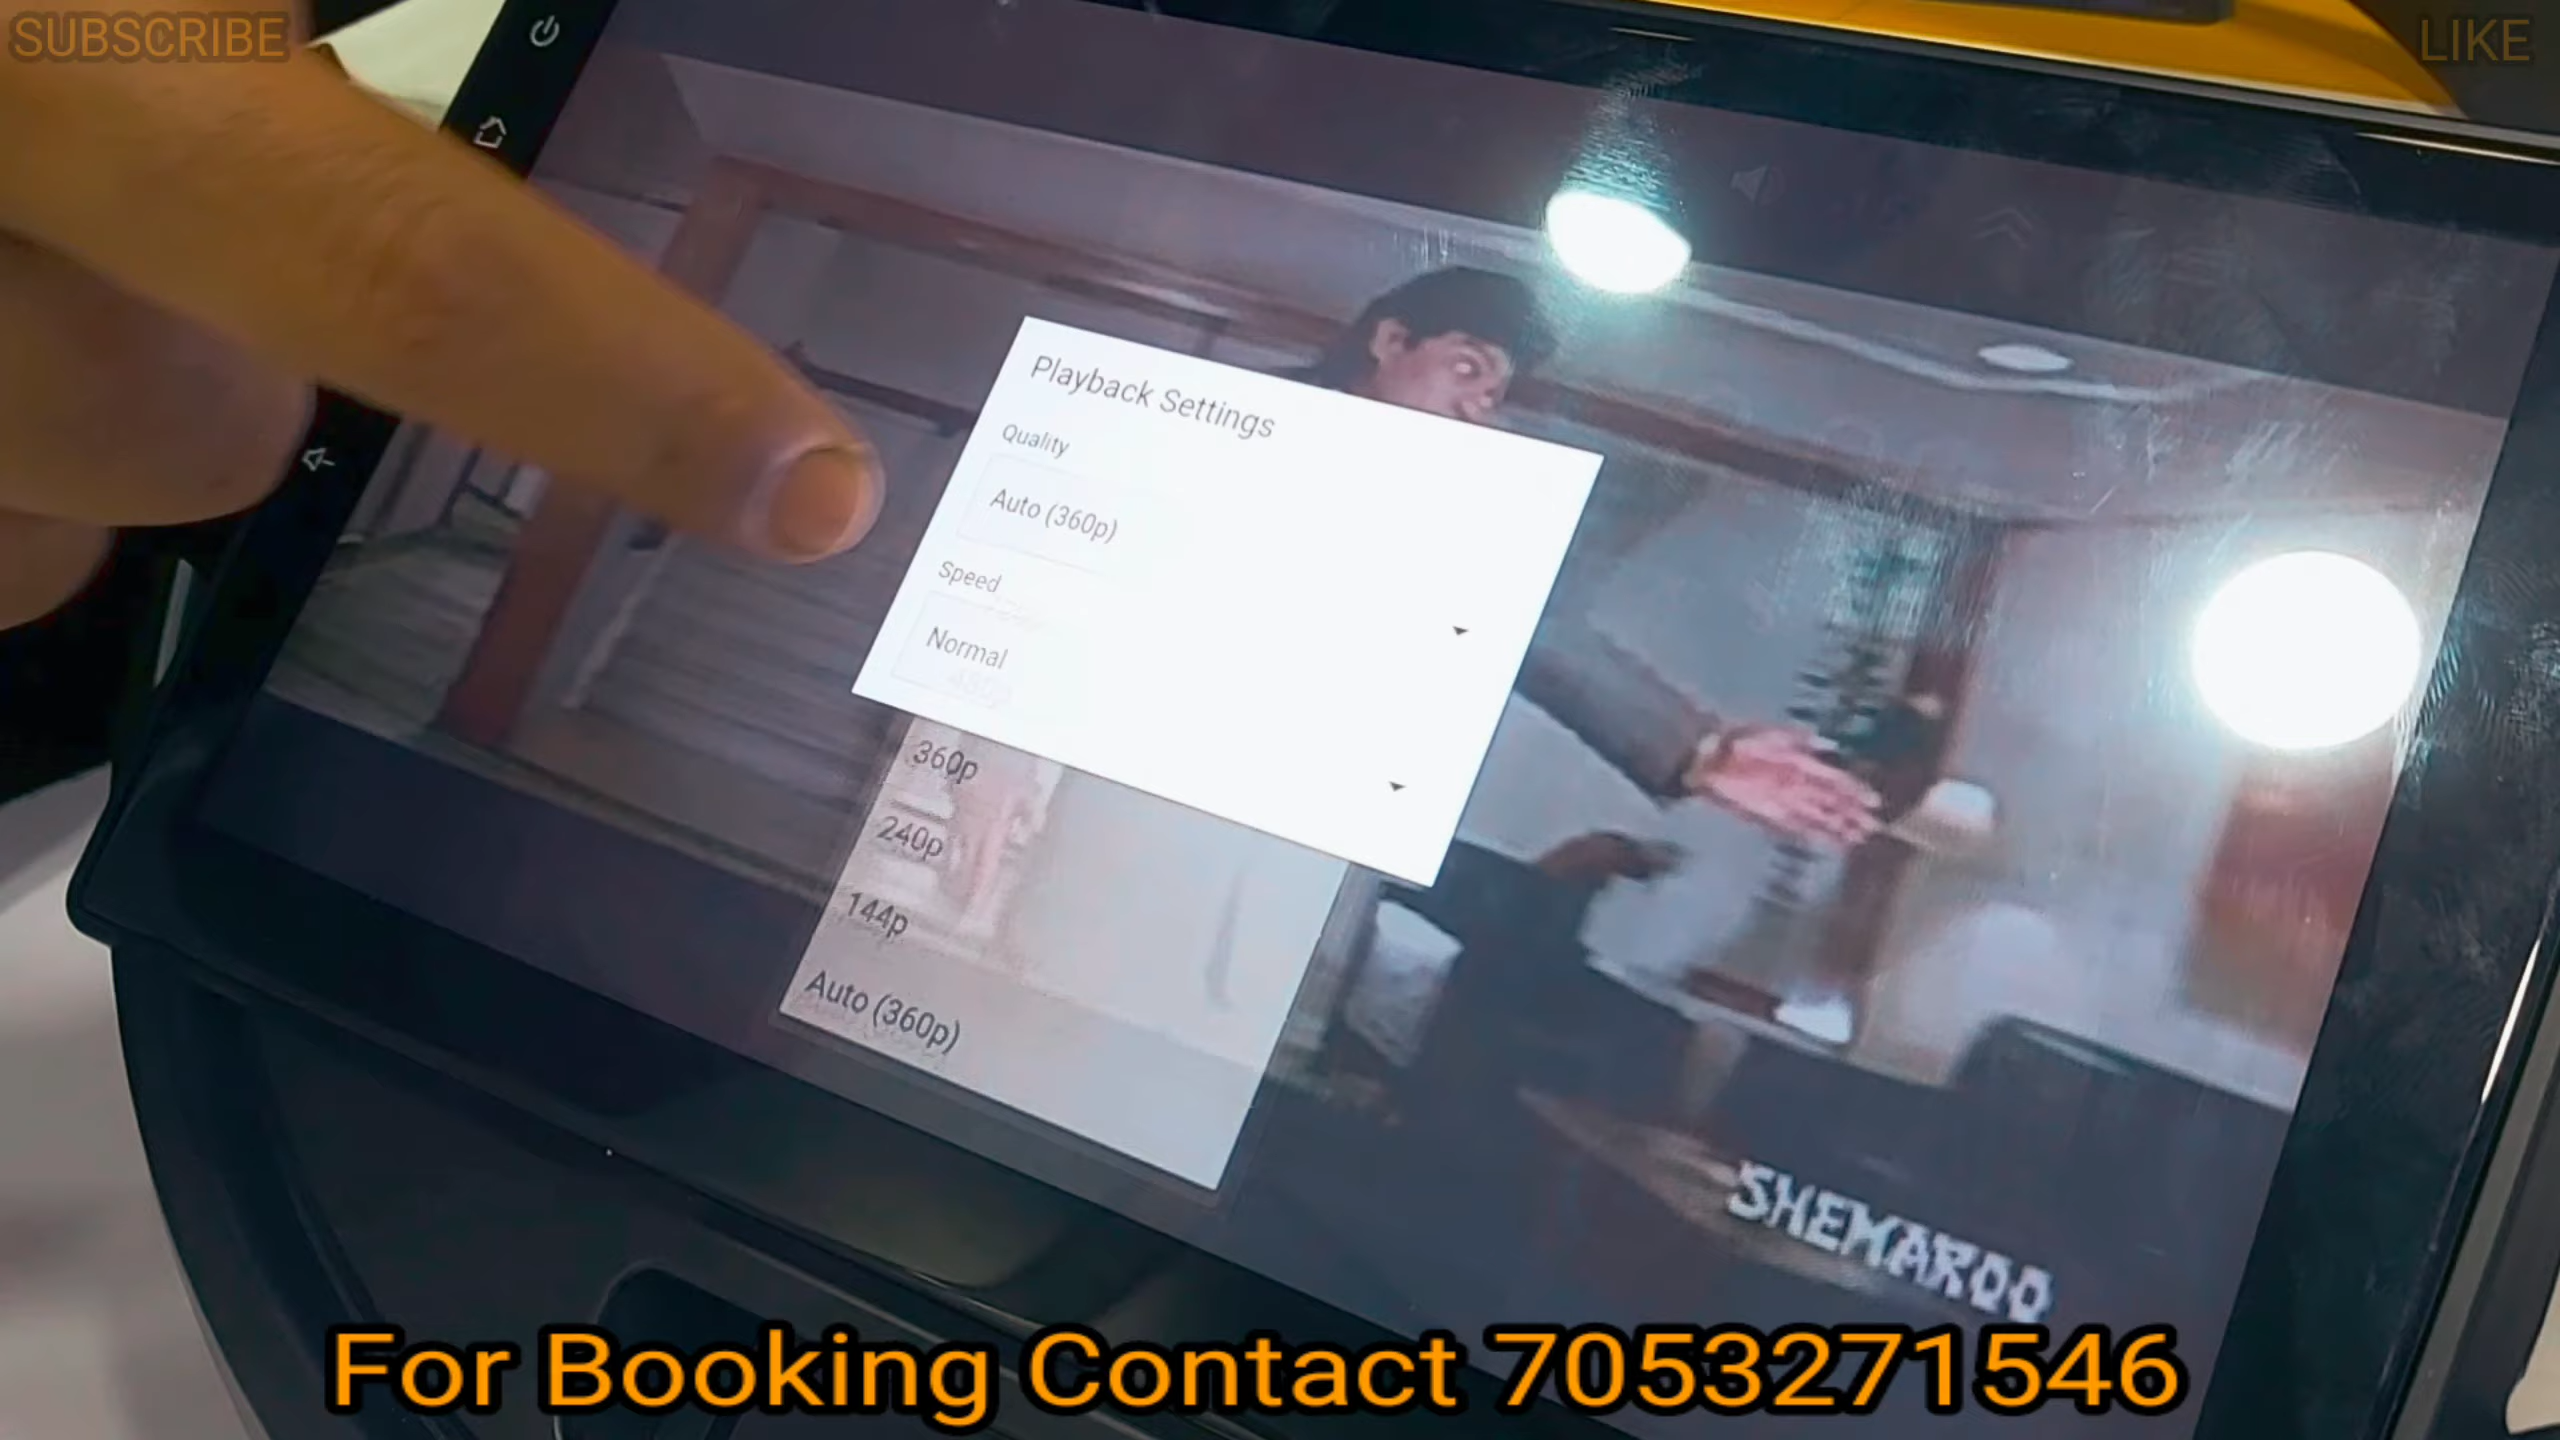 SUBSCRIBE
LIKE
Playback Settings
Quality
Auto (360p)
Speed
Normal
480p
360p
240p
144p
Auto (360p)
SHEMAROO
For Booking Contact 7053271546